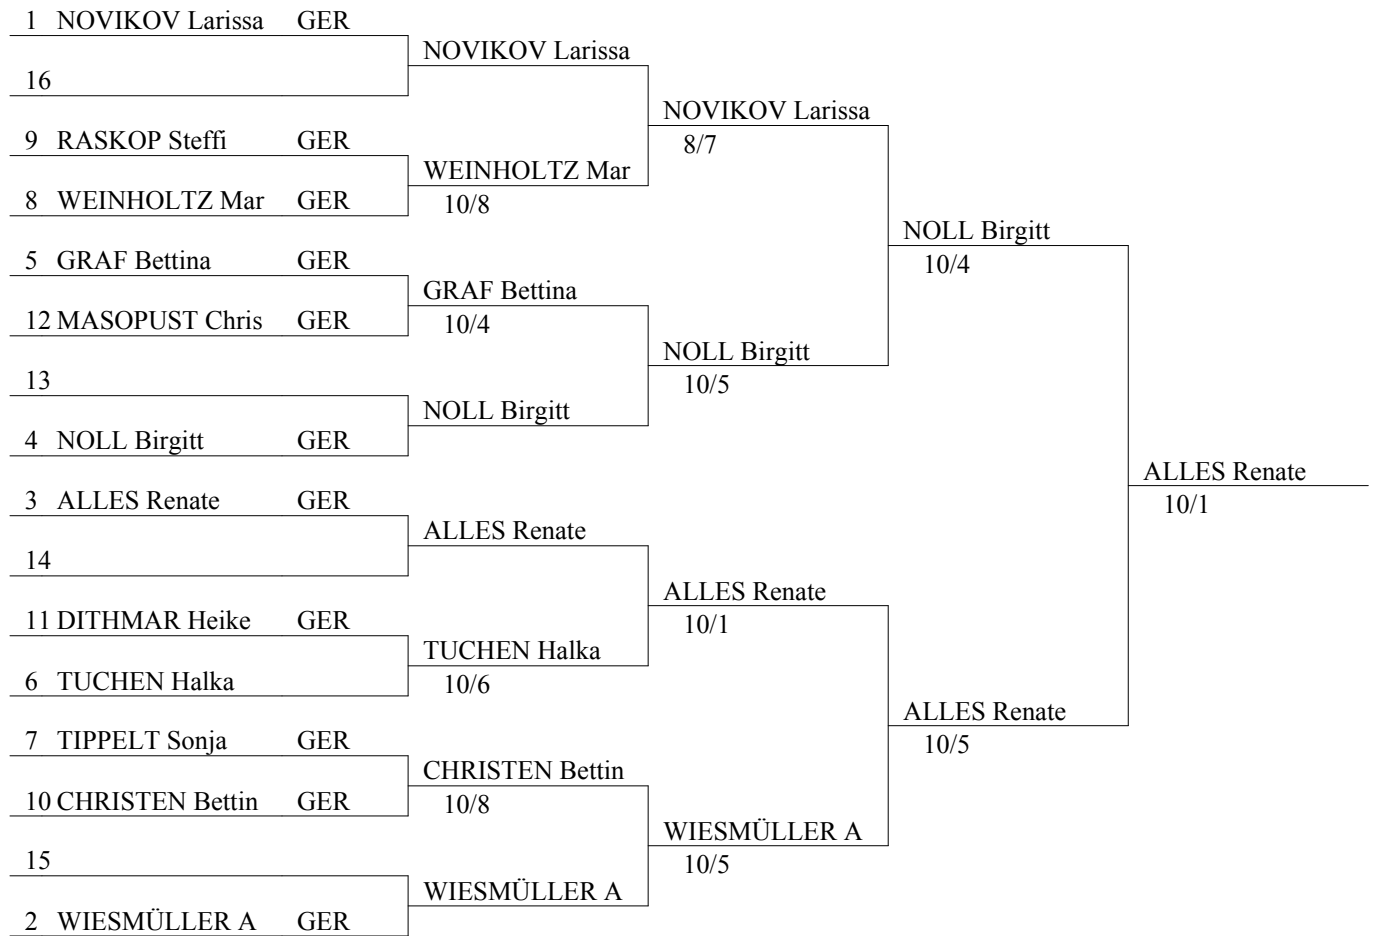 1 NOVIKOV Larissa GER
NOVIKOV Larissa
16
NOVIKOV Larissa
8/7
9 RASKOP Steffi GER
WEINHOLTZ Mar
10/8
8 WEINHOLTZ Mar GER
NOLL Birgitt
10/4
5 GRAF Bettina GER
GRAF Bettina
10/4
12 MASOPUST Chris GER
NOLL Birgitt
10/5
13
NOLL Birgitt
4 NOLL Birgitt GER
ALLES Renate
10/1
3 ALLES Renate GER
ALLES Renate
14
ALLES Renate
10/1
11 DITHMAR Heike GER
TUCHEN Halka
10/6
6 TUCHEN Halka
ALLES Renate
10/5
7 TIPPELT Sonja GER
CHRISTEN Bettin
10/8
10 CHRISTEN Bettin GER
WIESMÜLLER A
10/5
15
WIESMÜLLER A
2 WIESMÜLLER A GER